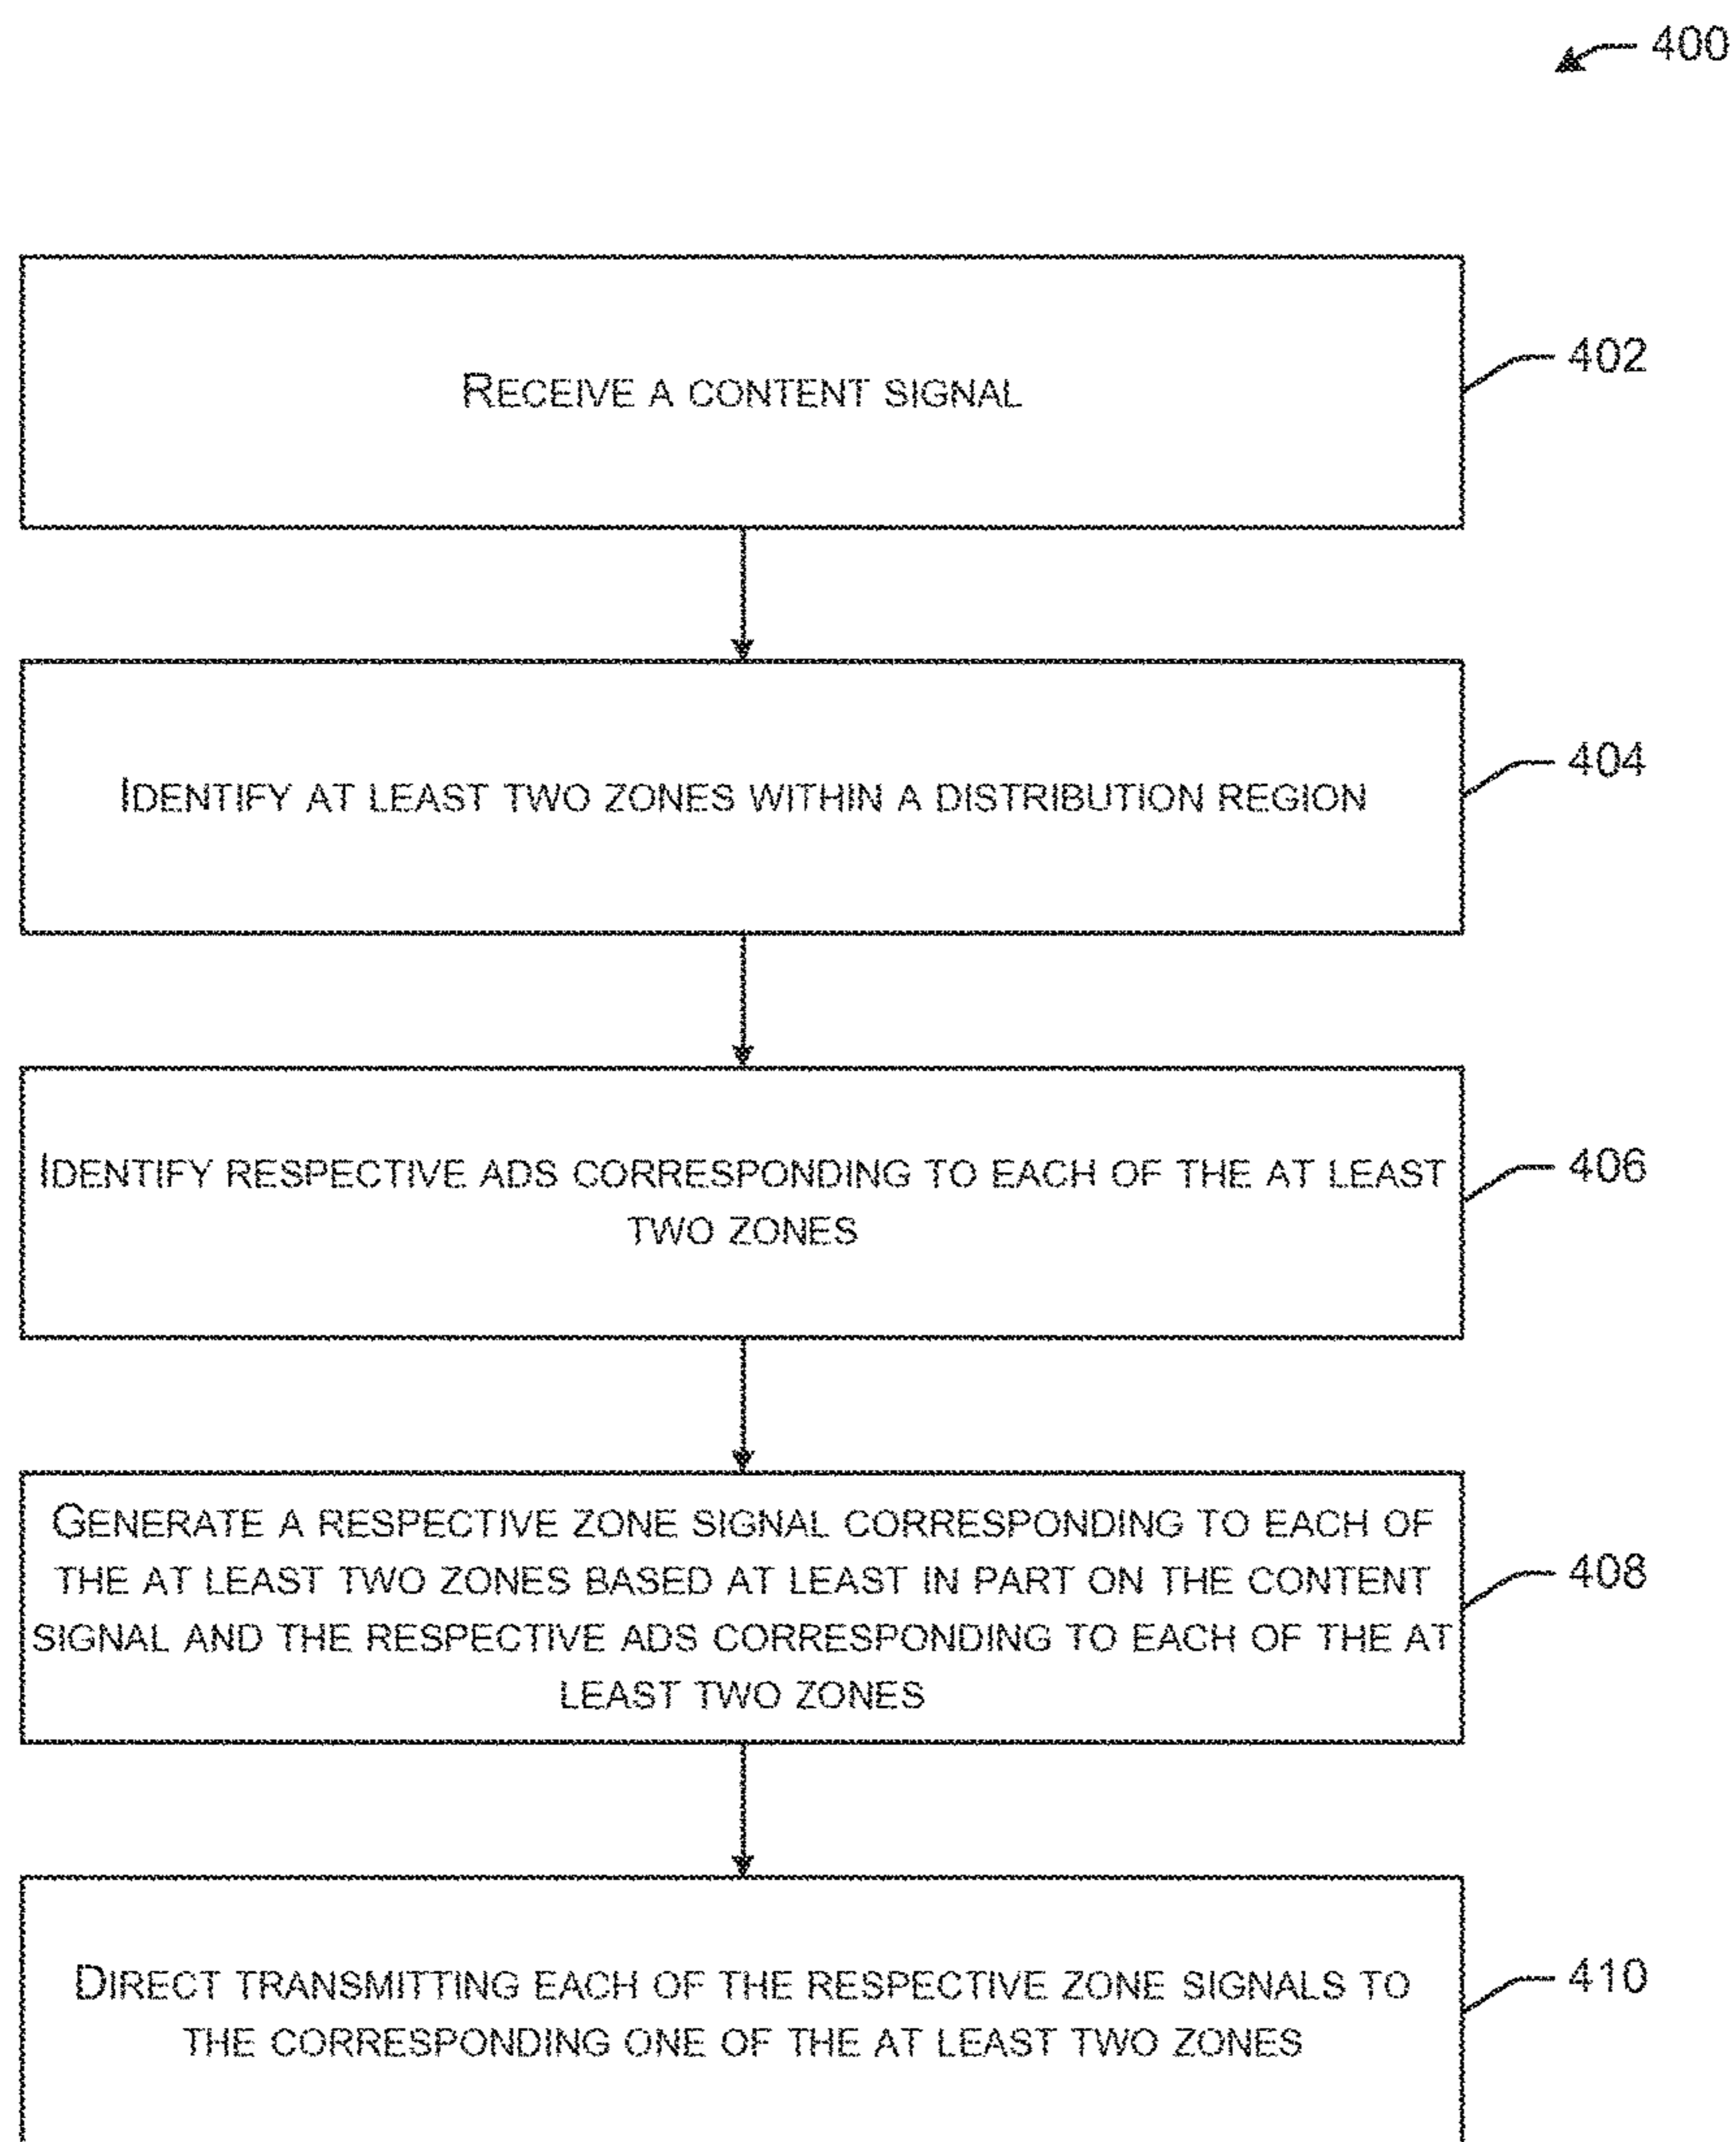 400
RECEIVE A CONTENT SIGNAL
402
IDENTIFY AT LEAST TWO ZONES WITHIN A DISTRIBUTION REGION
404
IDENTIFY RESPECTIVE ADS CORRESPONDING TO EACH OF THE AT LEAST
TWO ZONES
406
GENERATE A RESPECTIVE ZONE SIGNAL CORRESPONDING TO EACH OF
THE AT LEAST TWO ZONES BASED AT LEAST IN PART ON THE CONTENT
SIGNAL AND THE RESPECTIVE ADS CORRESPONDING TO EACH OF THE AT
LEAST TWO ZONES
408
DIRECT TRANSMITTING EACH OF THE RESPECTIVE ZONE SIGNALS TO
THE CORRESPONDING ONE OF THE AT LEAST TWO ZONES
410